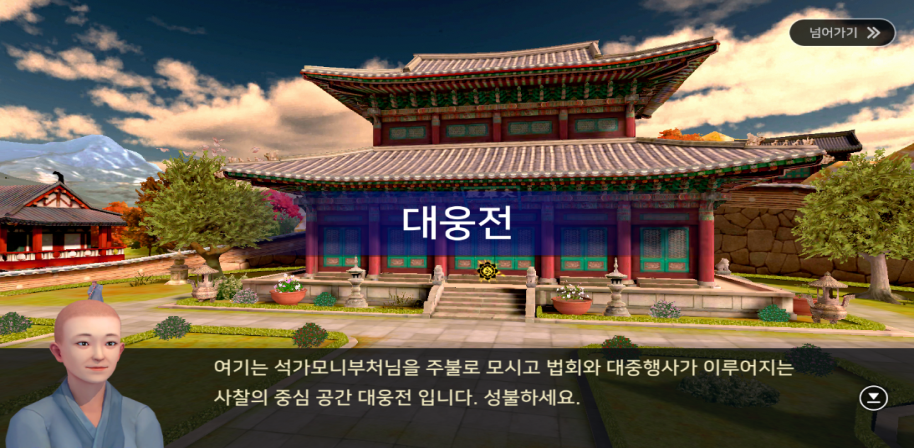 넘어가기
대웅전
여기는 석가모니부처님을 주불로 모시고 법회와 대중행사가 이루어지는
사찰의 중심 공간 대웅전 입니다. 성불하세요.